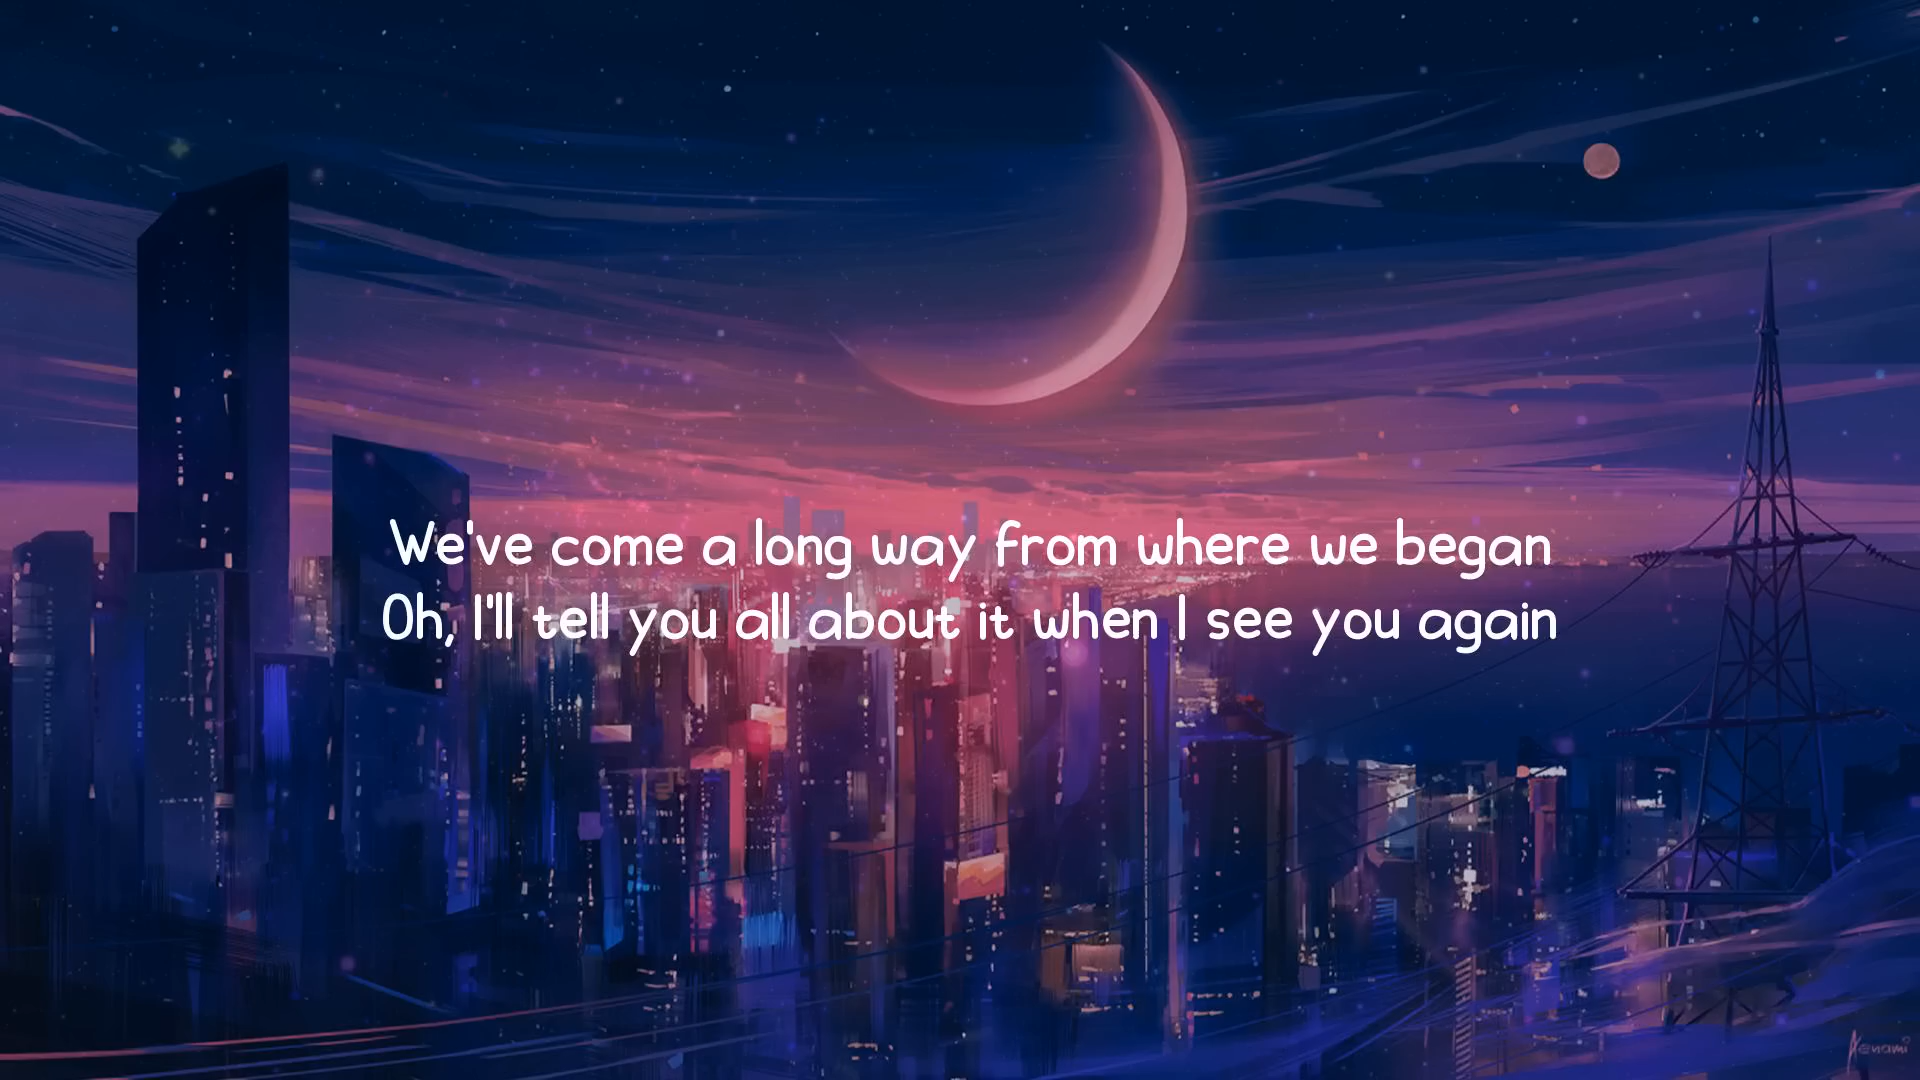 We've come a long way from where we began
Oh, I'll tell you all about it when I see you again
Xenami